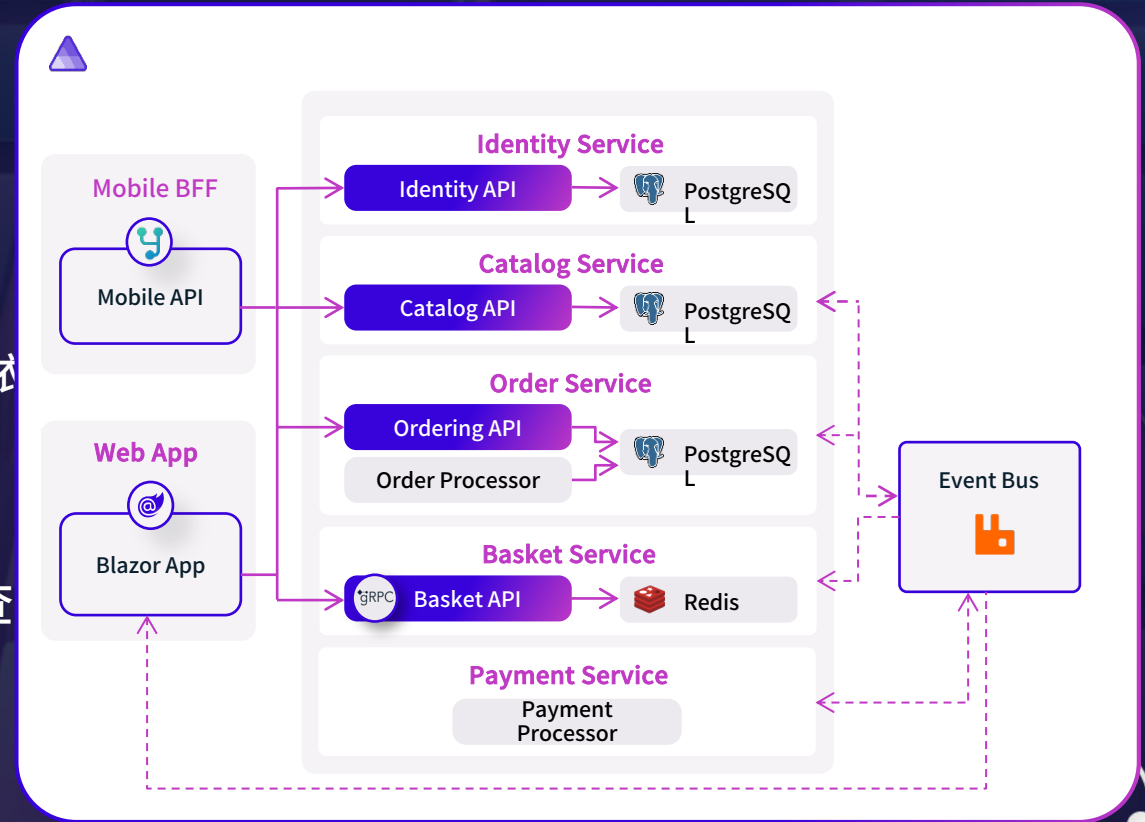 Identity Service
Identity API
PostgreSQ
L
Mobile BFF
Mobile API
Catalog Service
Catalog API
PostgreSQ
L
Order Service
Ordering API
Order Processor
PostgreSQ
L
Web App
Blazor App
Event Bus
Basket Service
gRPC
Basket API
Redis
Payment Service
Payment
Processor